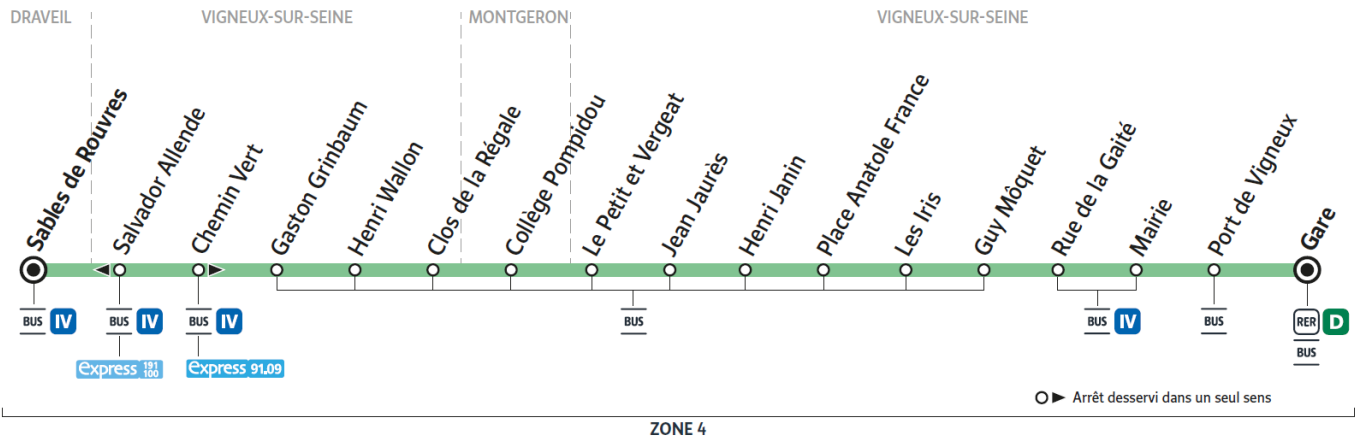 DRAVEIL
VIGNEUX-SUR-SEINE
MONTGERON
VIGNEUX-SUR-SEINE
Sables de Rouvres
Salvador Allende
Chemin Vert
Gaston Grinbaum
Henri Wallon
Clos de la Régale
Collège Pompidou
Le Petit et Vergeat
Jean Jaurès
Henri Janin
Place Anatole France
Les Iris
Guy Môquet
Rue de la Gaité
Mairie
Port de Vigneux
Gare
BUS IV
BUS IV
BUS IV
BUS
BUS IV
BUS
RER D
BUS
express 191 100
express 91.09
Arrêt desservi dans un seul sens
ZONE 4